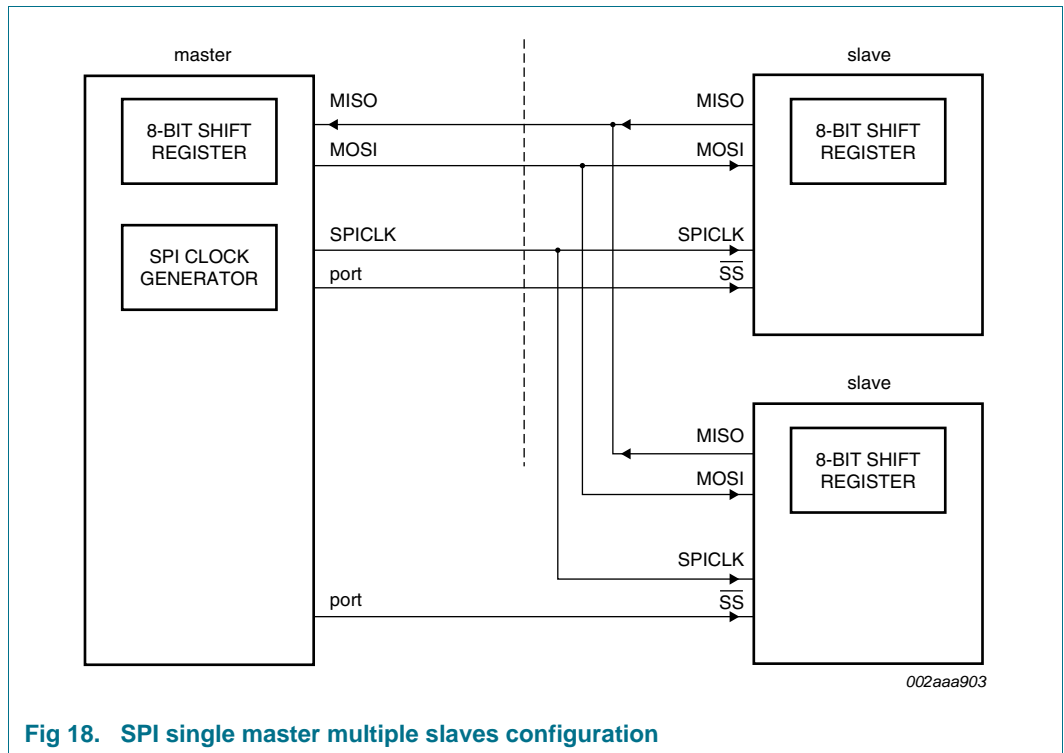 master
slave
MISO
MISO
8-BIT SHIFT
REGISTER
8-BIT SHIFT
REGISTER
MOSI
MOSI
SPICLK
SPICLK
SPI CLOCK
GENERATOR
port
S̅S̅
slave
MISO
8-BIT SHIFT
REGISTER
MOSI
SPICLK
port
S̅S̅
002aaa903
Fig 18. SPI single master multiple slaves configuration